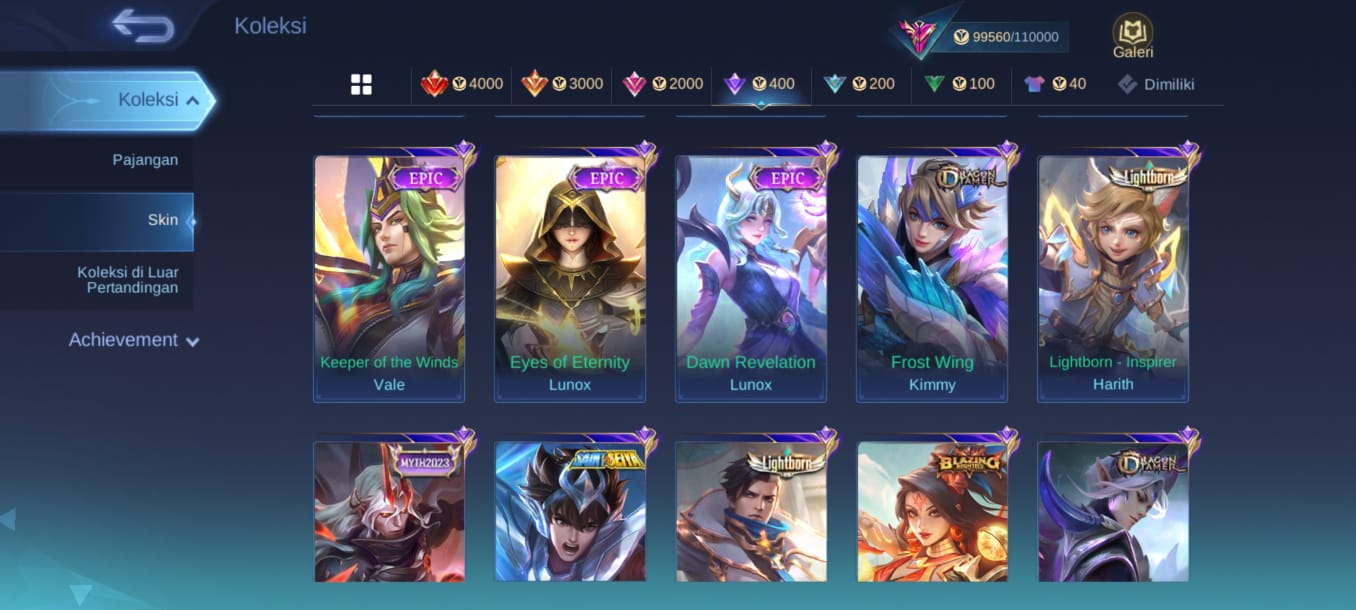 Koleksi
99560/110000
Galeri
4000
3000
2000
400
200
100
40
Dimiliki
Koleksi
Pajangan
Skin
Koleksi di Luar
Pertandingan
Achievement
EPIC
Keeper of the Winds
Vale
EPIC
Eyes of Eternity
Lunox
EPIC
Dawn Revelation
Lunox
DRAGON
TAMER
Frost Wing
Kimmy
Lightborn
Lightborn - Inspirer
Harith
MYTH2023
SAINT SEIYA
Lightborn
BLAZING
DRAGON
TAMER